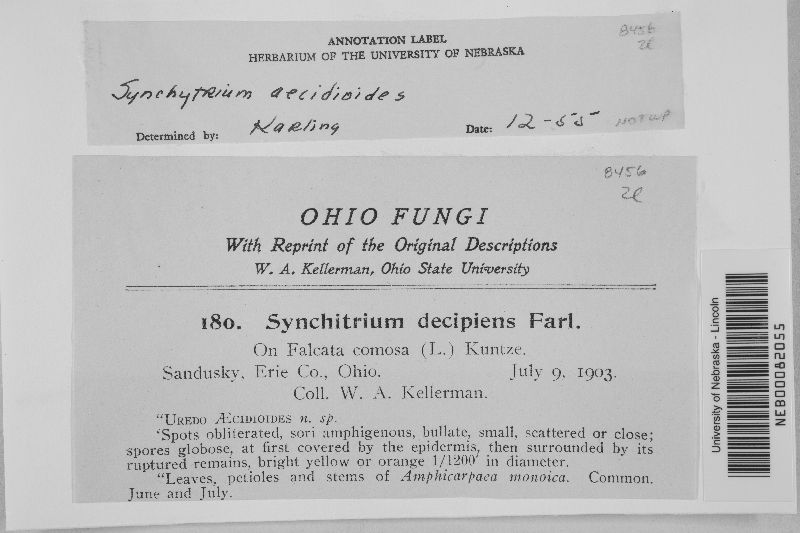 ANNOTATION LABEL
HERBARIUM OF THE UNIVERSITY OF NEBRASKA
8456
Synchytrium aecidioides
Determined by: Karling Date: 12-55
NOT WP
8456
OHIO FUNGI
With Reprint of the Original Descriptions
W. A. Kellerman, Ohio State University
180. Synchitrium decipiens Farl.
On Falcata comosa (L.) Kuntze.
Sandusky, Erie Co., Ohio. July 9, 1903.
Coll. W. A. Kellerman.
"UREDO ÆCIDIOIDES n. sp.
'Spots obliterated, sori amphigenous, bullate, small, scattered or close;
spores globose, at first covered by the epidermis, then surrounded by its
ruptured remains, bright yellow or orange 1/1200' in diameter.
"Leaves, petioles and stems of Amphicarpaea monoica. Common.
June and July.
University of Nebraska - Lincoln
NEB00082055